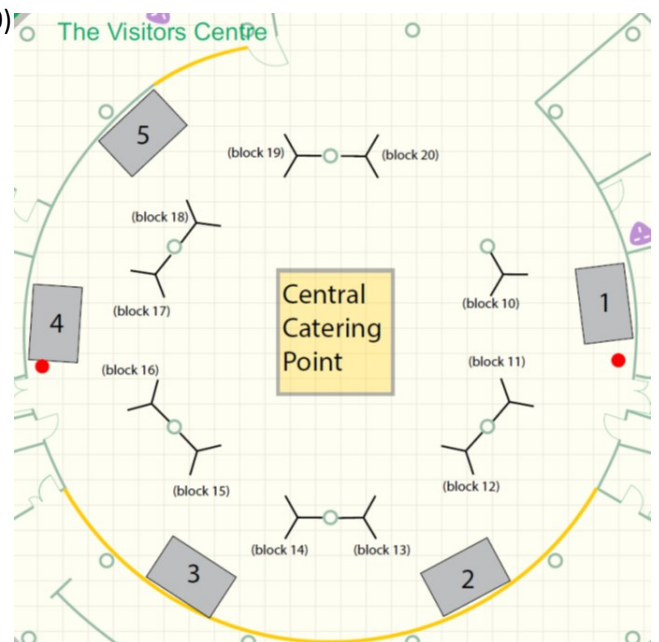 )
The Visitors Centre
5
(block 19)
(block 20)
(block 18)
(block 17)
(block 10)
4
1
Central
Catering
Point
(block 16)
(block 11)
(block 15)
(block 12)
(block 14)
(block 13)
3
2